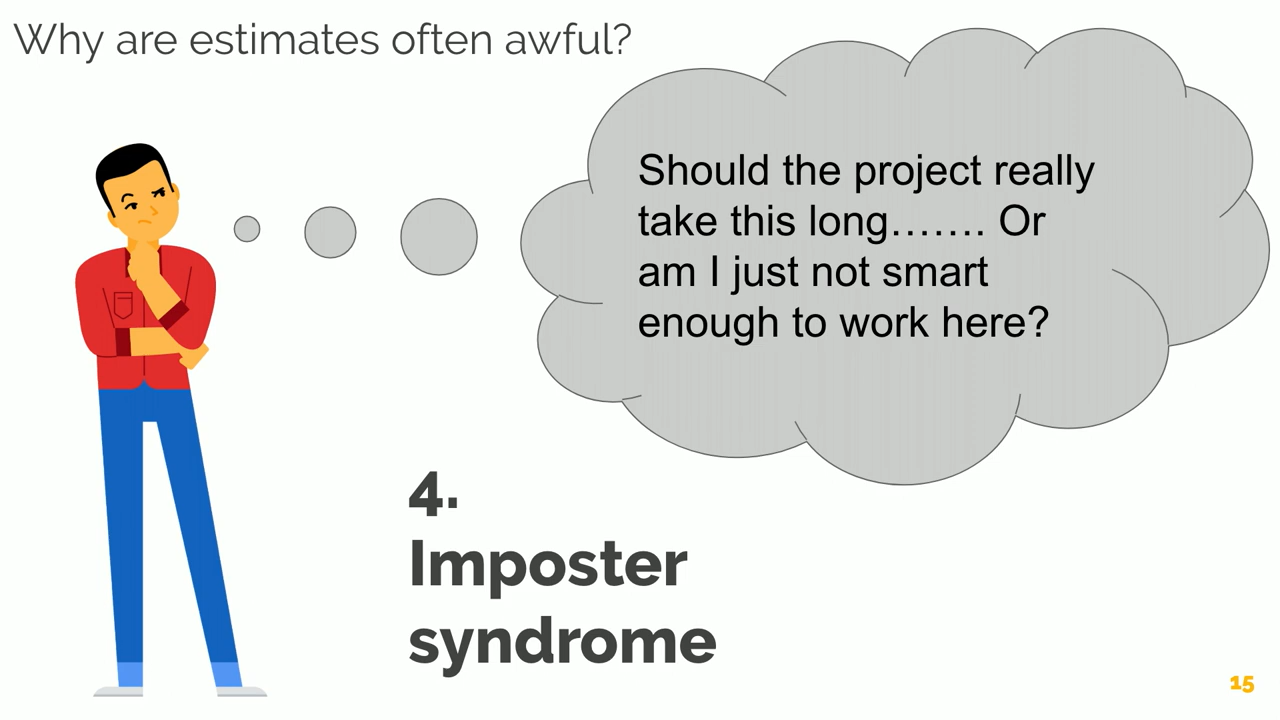 Why are estimates often awful?
Should the project really
take this long....... Or
am I just not smart
enough to work here?
4.
Imposter
syndrome
15